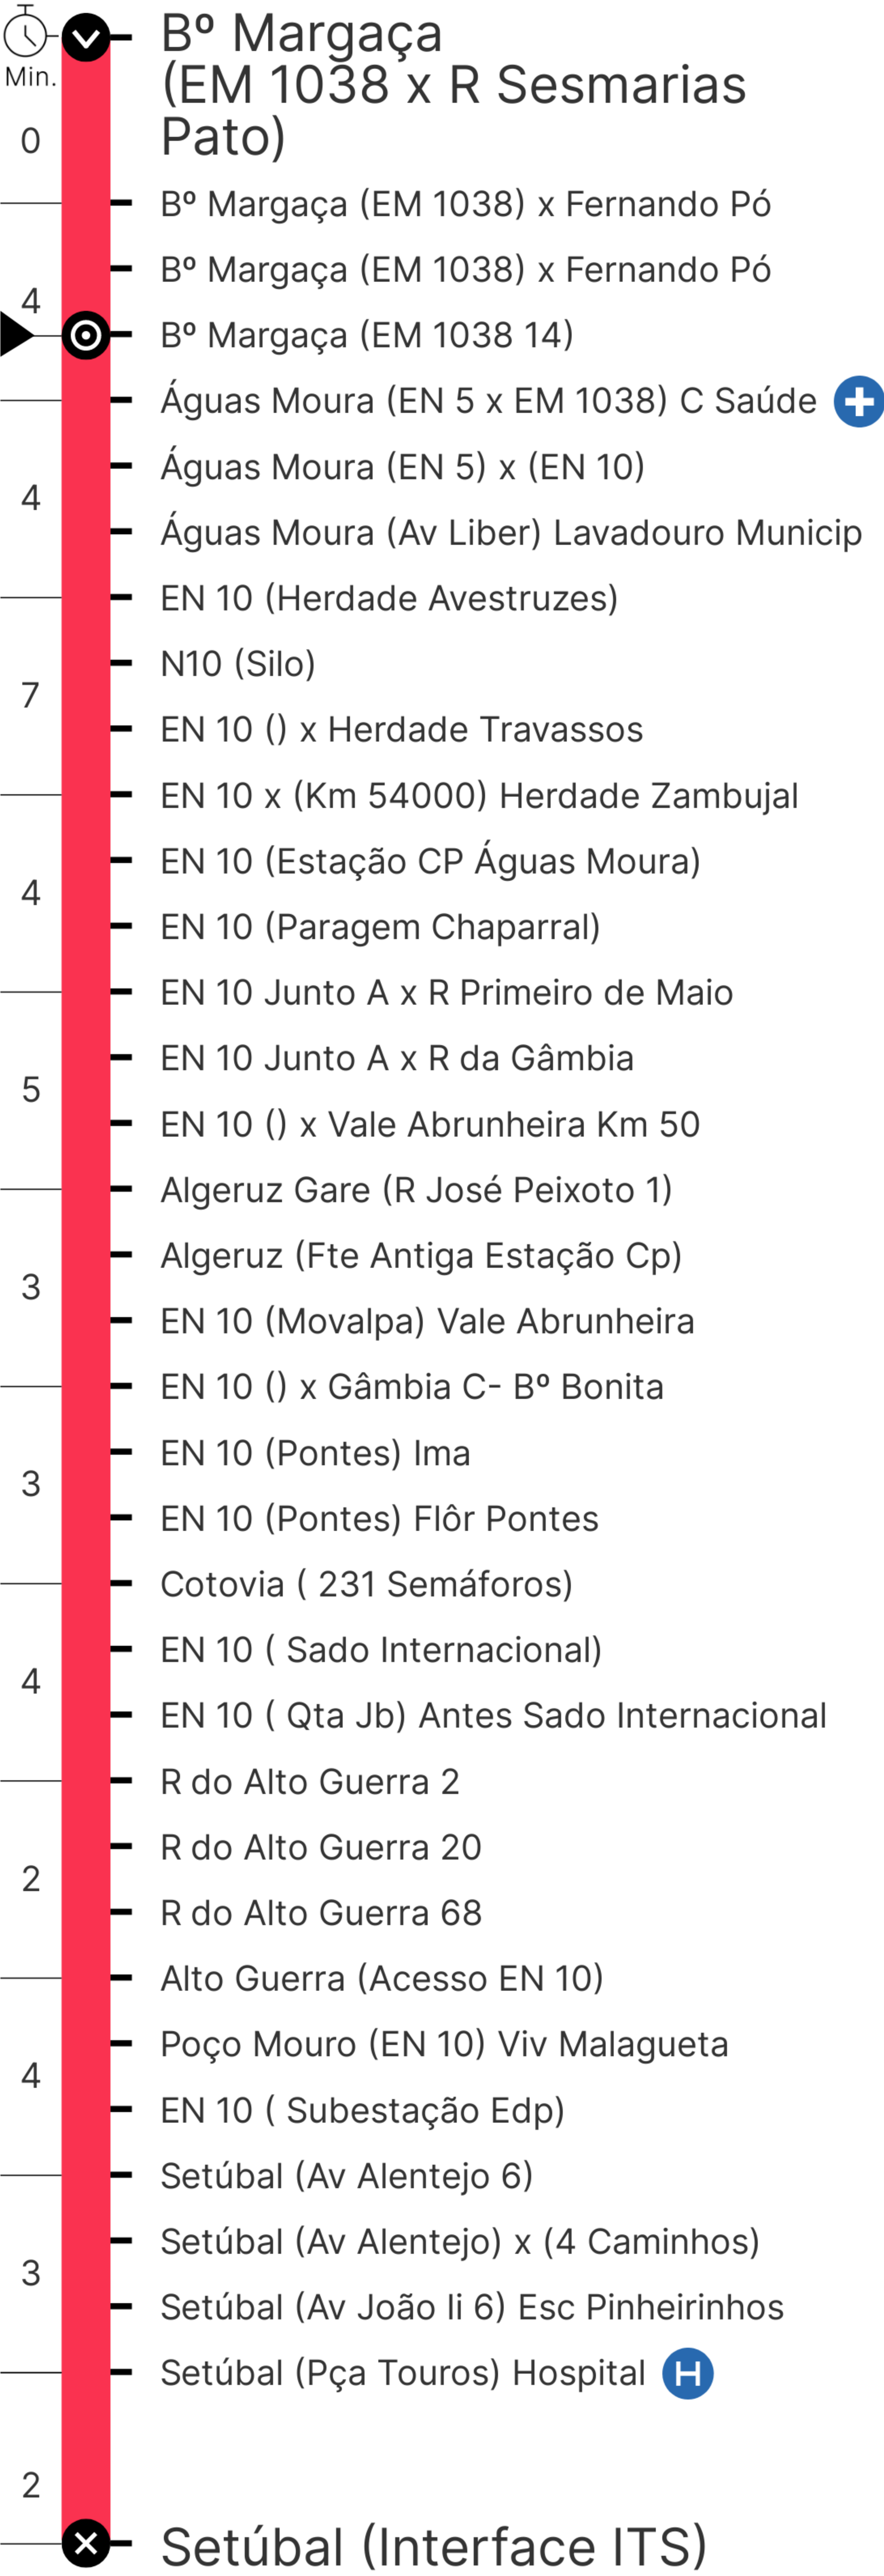 Bº Margaça
(EM 1038 x R Sesmarias
Pato)
Min.
0
Bº Margaça (EM 1038) x Fernando Pó
Bº Margaça (EM 1038) x Fernando Pó
4
Bº Margaça (EM 1038 14)
Águas Moura (EN 5 x EM 1038) C Saúde
Águas Moura (EN 5) x (EN 10)
4
Águas Moura (Av Liber) Lavadouro Municip
EN 10 (Herdade Avestruzes)
N10 (Silo)
7
EN 10 () x Herdade Travassos
EN 10 x (Km 54000) Herdade Zambujal
EN 10 (Estação CP Águas Moura)
4
EN 10 (Paragem Chaparral)
EN 10 Junto A x R Primeiro de Maio
EN 10 Junto A x R da Gâmbia
5
EN 10 () x Vale Abrunheira Km 50
Algeruz Gare (R José Peixoto 1)
Algeruz (Fte Antiga Estação Cp)
3
EN 10 (Movalpa) Vale Abrunheira
EN 10 () x Gâmbia C- Bº Bonita
EN 10 (Pontes) Ima
3
EN 10 (Pontes) Flôr Pontes
Cotovia ( 231 Semáforos)
EN 10 ( Sado Internacional)
4
EN 10 ( Qta Jb) Antes Sado Internacional
R do Alto Guerra 2
R do Alto Guerra 20
2
R do Alto Guerra 68
Alto Guerra (Acesso EN 10)
Poço Mouro (EN 10) Viv Malagueta
4
EN 10 ( Subestação Edp)
Setúbal (Av Alentejo 6)
Setúbal (Av Alentejo) x (4 Caminhos)
3
Setúbal (Av João Ii 6) Esc Pinheirinhos
Setúbal (Pça Touros) Hospital H
2
Setúbal (Interface ITS)